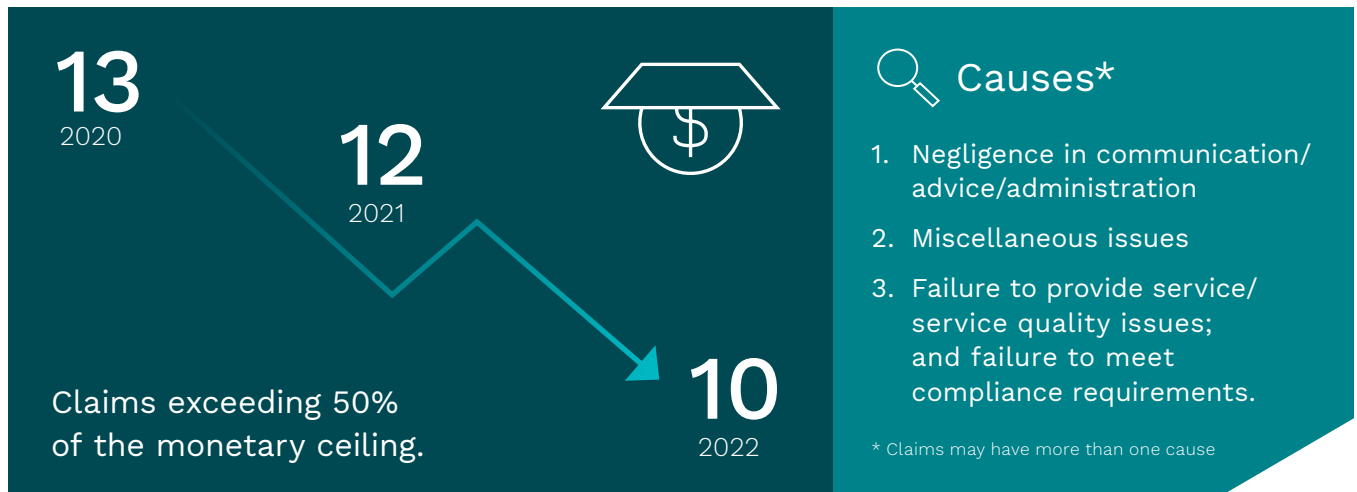 13
2020
12
2021
$
10
2022
Claims exceeding 50%
of the monetary ceiling.
Causes*
1. Negligence in communication/
advice/administration
2. Miscellaneous issues
3. Failure to provide service/
service quality issues;
and failure to meet
compliance requirements.
* Claims may have more than one cause